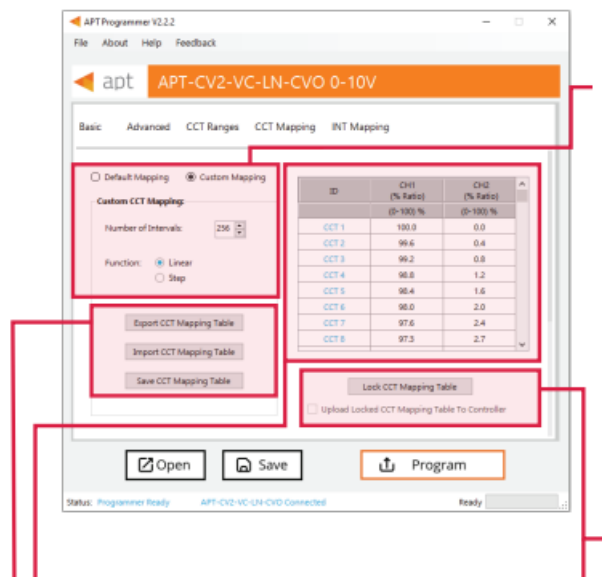 APT Programmer V2.2.2
File About Help Feedback
apt APT-CV2-VC-LN-CVO 0-10V
Basic Advanced CCT Ranges CCT Mapping INT Mapping
Default Mapping Custom Mapping
Custom CCT Mapping:
Number of Intervals: 256
Function: Linear
Step
Export CCT Mapping Table
Import CCT Mapping Table
Save CCT Mapping Table
ID CH1 (% Ratio) CH2 (% Ratio)
(0~100) % (0~100) %
CCT 1 100.0 0.0
CCT 2 99.6 0.4
CCT 3 99.2 0.8
CCT 4 98.8 1.2
CCT 5 98.4 1.6
CCT 6 98.0 2.0
CCT 7 97.6 2.4
CCT 8 97.3 2.7
Lock CCT Mapping Table
Upload Locked CCT Mapping Table To Controller
Open Save Program
Status: Programmer Ready APT-CV2-VC-LN-CVO Connected Ready